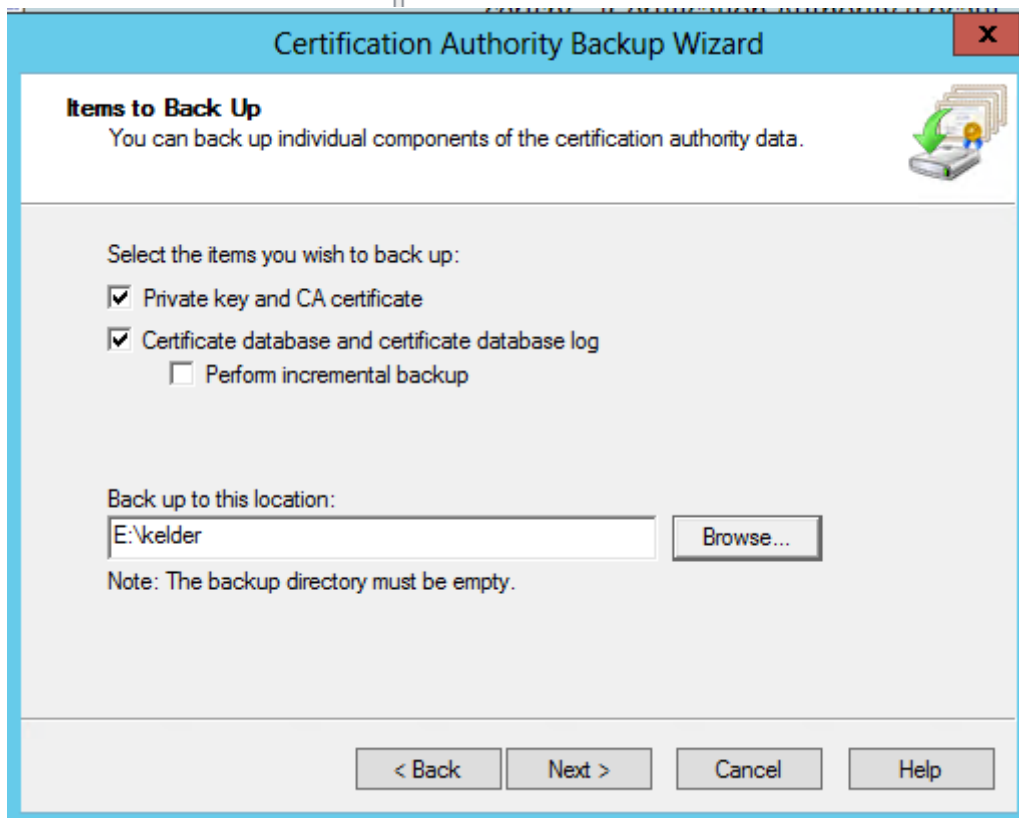 Certification Authority Backup Wizard
x
Items to Back Up
You can back up individual components of the certification authority data.
Select the items you wish to back up:
Private key and CA certificate
Certificate database and certificate database log
Perform incremental backup
Back up to this location:
E:\kelder
Browse...
Note: The backup directory must be empty.
< Back
Next >
Cancel
Help